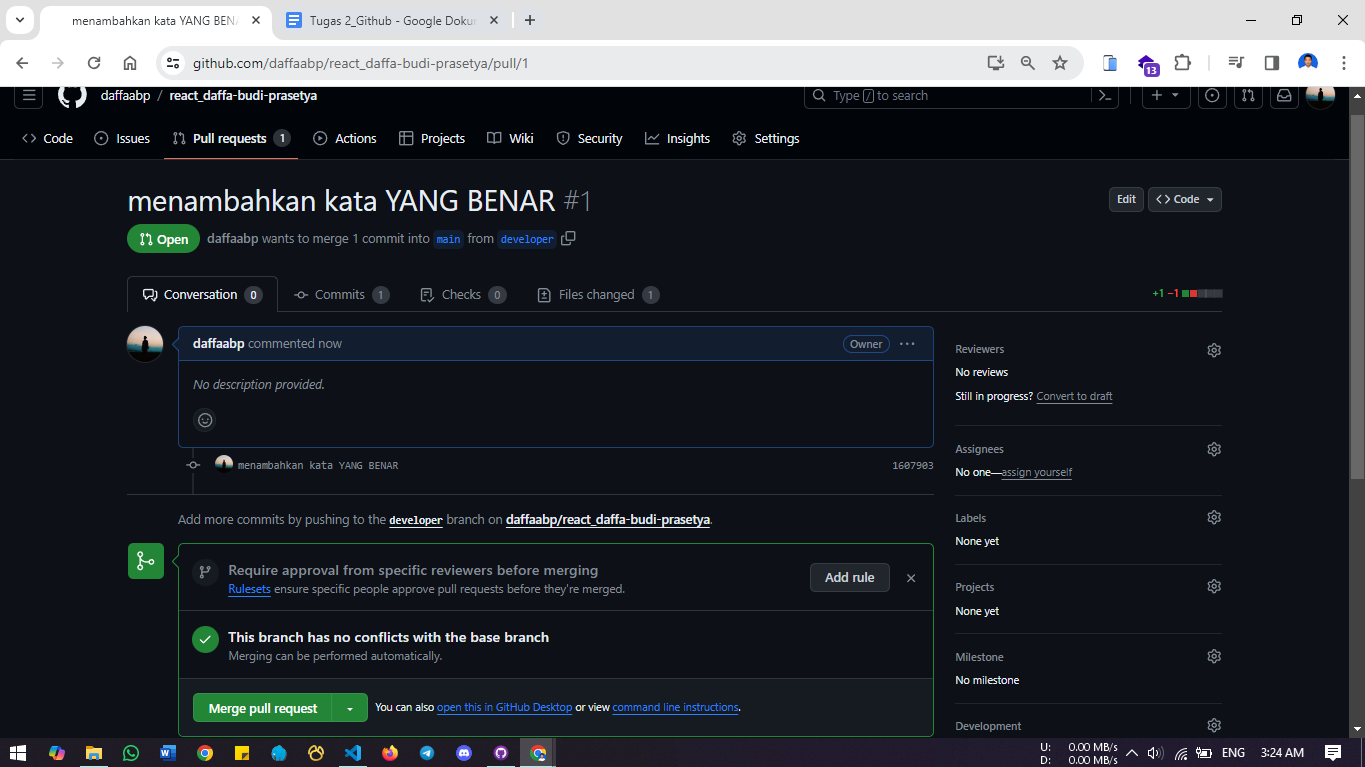 menambahkan kata YANG BENA
Tugas 2_Github - Google Doku
github.com/daffaabp/react_daffa-budi-prasetya/pull/1
13
daffaabp / react_daffa-budi-prasetya
Type / to search
Code
Issues
Pull requests 1
Actions
Projects
Wiki
Security
Insights
Settings
menambahkan kata YANG BENAR #1
Edit
<> Code
Open
daffaabp wants to merge 1 commit into main from developer
Conversation 0
Commits 1
Checks 0
Files changed 1
+1 −1
daffaabp commented now
Owner
No description provided.
menambahkan kata YANG BENAR
1607903
Add more commits by pushing to the developer branch on daffaabp/react_daffa-budi-prasetya.
Require approval from specific reviewers before merging
Rulesets ensure specific people approve pull requests before they're merged.
Add rule
This branch has no conflicts with the base branch
Merging can be performed automatically.
Merge pull request
You can also open this in GitHub Desktop or view command line instructions.
Reviewers
No reviews
Still in progress? Convert to draft
Assignees
No one—assign yourself
Labels
None yet
Projects
None yet
Milestone
No milestone
Development
U: 0.00 MB/s
D: 0.00 MB/s
ENG
3:24 AM